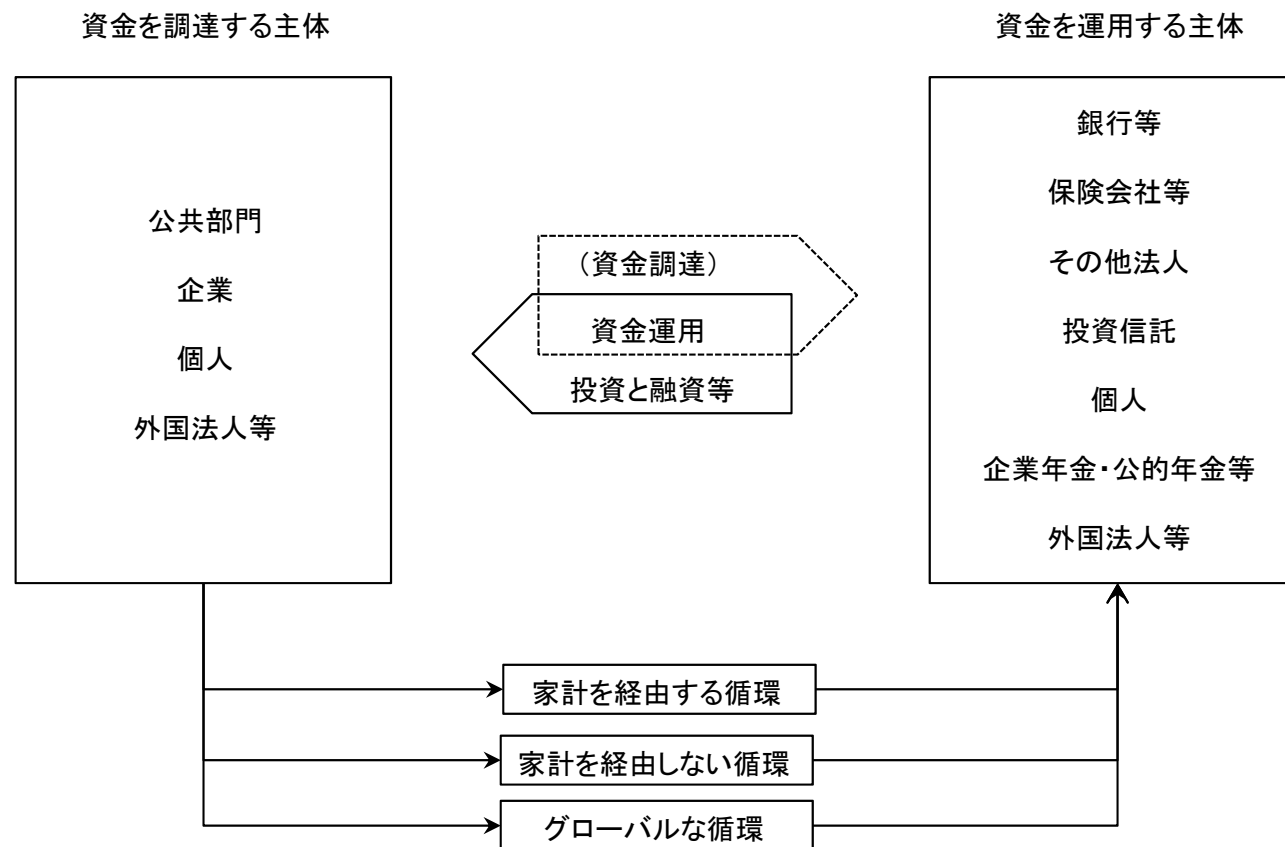 資金を調達する主体
資金を運用する主体
公共部門
企業
個人
外国法人等
（資金調達）
資金運用
投資と融資等
銀行等
保険会社等
その他法人
投資信託
個人
企業年金・公的年金等
外国法人等
家計を経由する循環
家計を経由しない循環
グローバルな循環